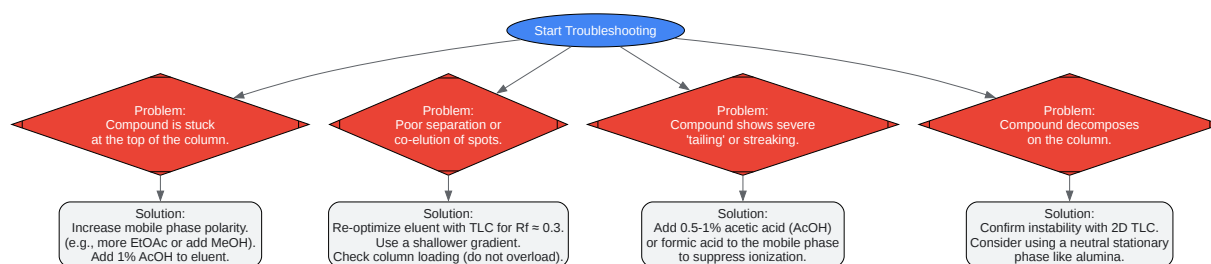 Start Troubleshooting
Problem:
Compound is stuck
at the top of the column.
Problem:
Poor separation or
co-elution of spots.
Problem:
Compound shows severe
'tailing' or streaking.
Problem:
Compound decomposes
on the column.
Solution:
Increase mobile phase polarity.
(e.g., more EtOAc or add MeOH).
Add 1% AcOH to eluent.
Solution:
Re-optimize eluent with TLC for Rf ≈ 0.3.
Use a shallower gradient.
Check column loading (do not overload).
Solution:
Add 0.5-1% acetic acid (AcOH)
or formic acid to the mobile phase
to suppress ionization.
Solution:
Confirm instability with 2D TLC.
Consider using a neutral stationary
phase like alumina.